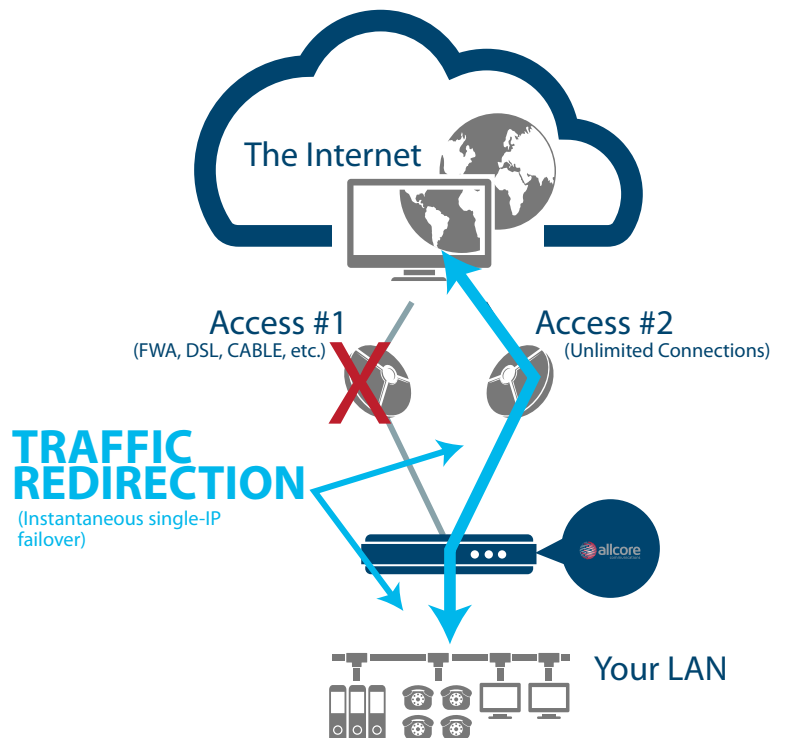 The Internet
Access #1
(FWA, DSL, CABLE, etc.)
Access #2
(Unlimited Connections)
TRAFFIC
REDIRECTION
(Instantaneous single-IP
failover)
allcore
Your LAN